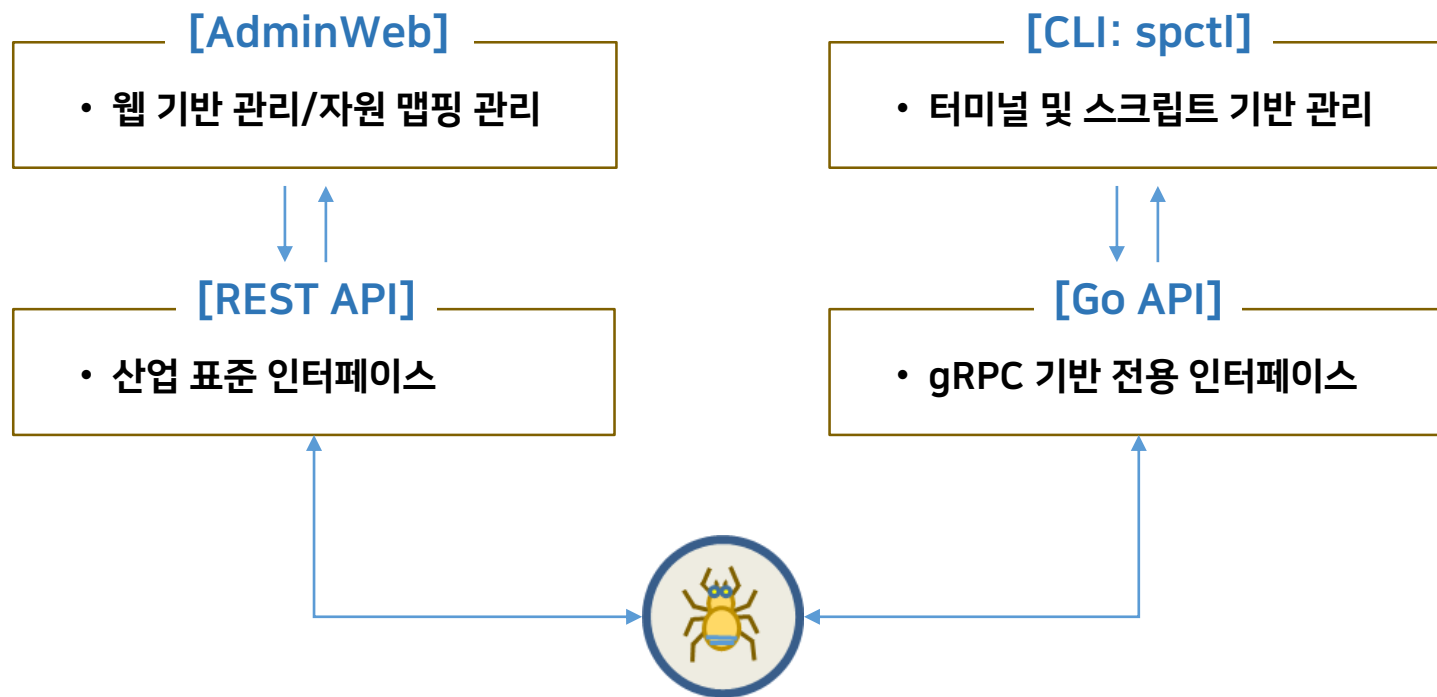 [AdminWeb]
• 웹 기반 관리/자원 맵핑 관리
[CLI: spctl]
• 터미널 및 스크립트 기반 관리
[REST API]
• 산업 표준 인터페이스
[Go API]
• gRPC 기반 전용 인터페이스